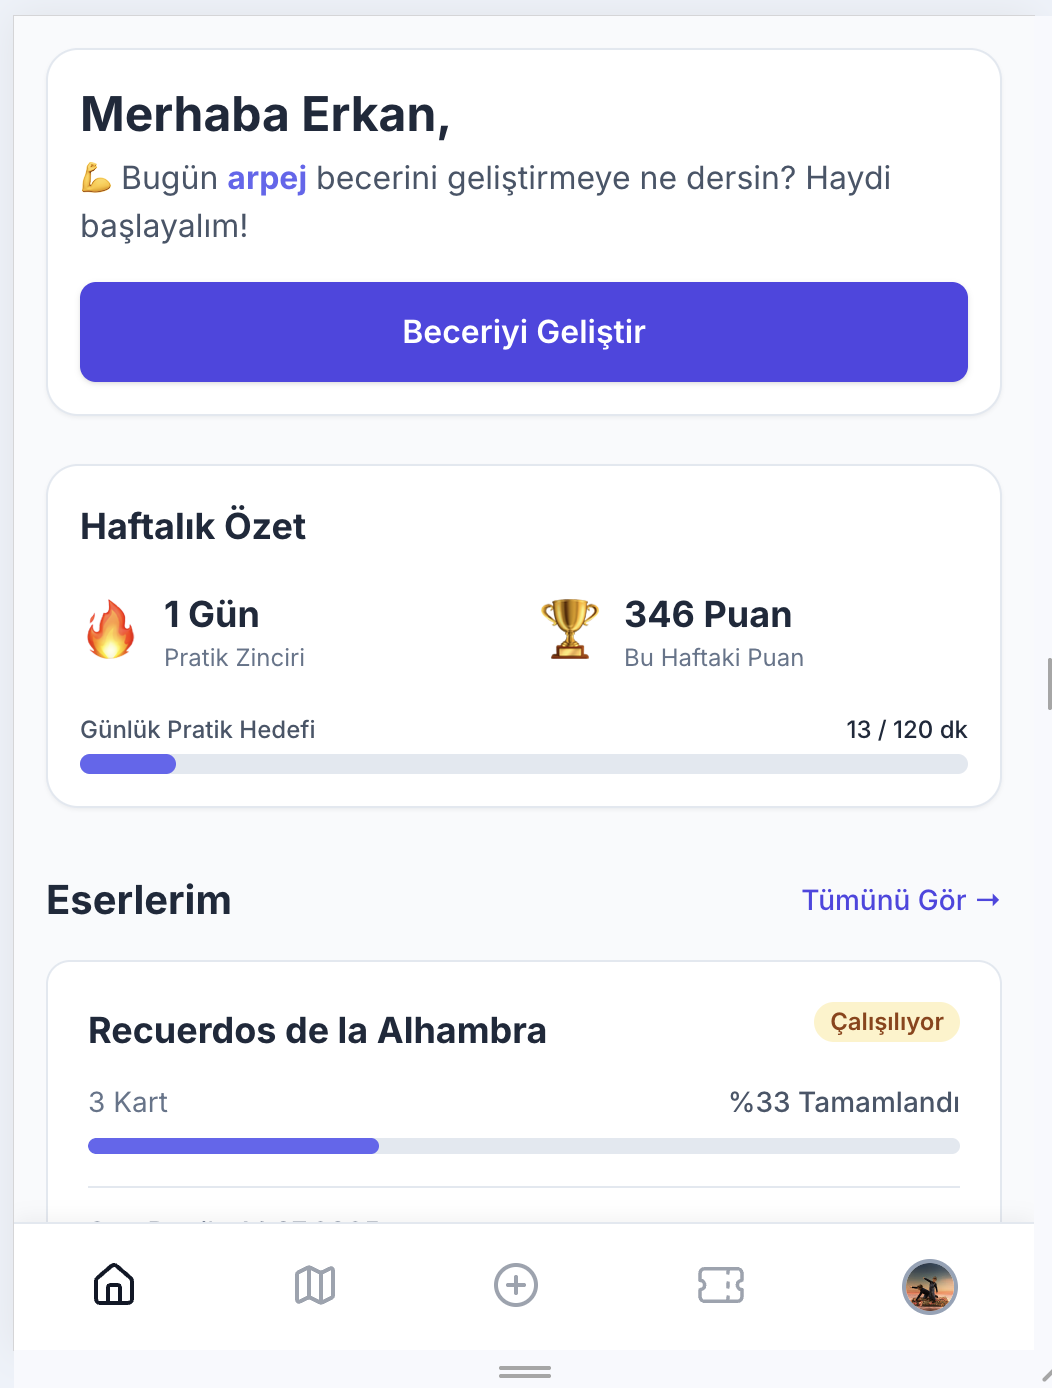 Merhaba Erkan,
💪 Bugün arpej becerini geliştirmeye ne dersin? Haydi
başlayalım!
Beceriyi Geliştir
Haftalık Özet
1 Gün
Pratik Zinciri
346 Puan
Bu Haftaki Puan
Günlük Pratik Hedefi
13 / 120 dk
Eserlerim
Tümünü Gör →
Recuerdos de la Alhambra
Çalışılıyor
3 Kart
%33 Tamamlandı